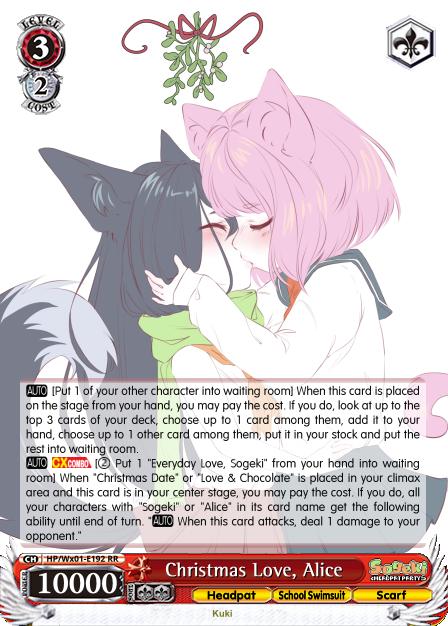 LEVEL
3
2
COST
AUTO [Put 1 of your other character into waiting room] When this card is placed
on the stage from your hand, you may pay the cost. If you do, look at up to the
top 3 cards of your deck, choose up to 1 card among them, add it to your
hand, choose up to 1 other card among them, put it in your stock and put the
rest into waiting room.
AUTO CXCOMBO [② Put 1 "Everyday Love, Sogeki" from your hand into waiting
room] When "Christmas Date" or "Love & Chocolate" is placed in your climax
area and this card is in your center stage, you may pay the cost. If you do, all
your characters with "Sogeki" or "Alice" in its card name get the following
ability until end of turn. "AUTO When this card attacks, deal 1 damage to your
opponent."
CH HP/Wx01-E192 RR
POWER
10000
SOUL
Christmas Love, Alice
Sogeki
HEADPAT PARTY
Headpat
School Swimsuit
Scarf
Kuki